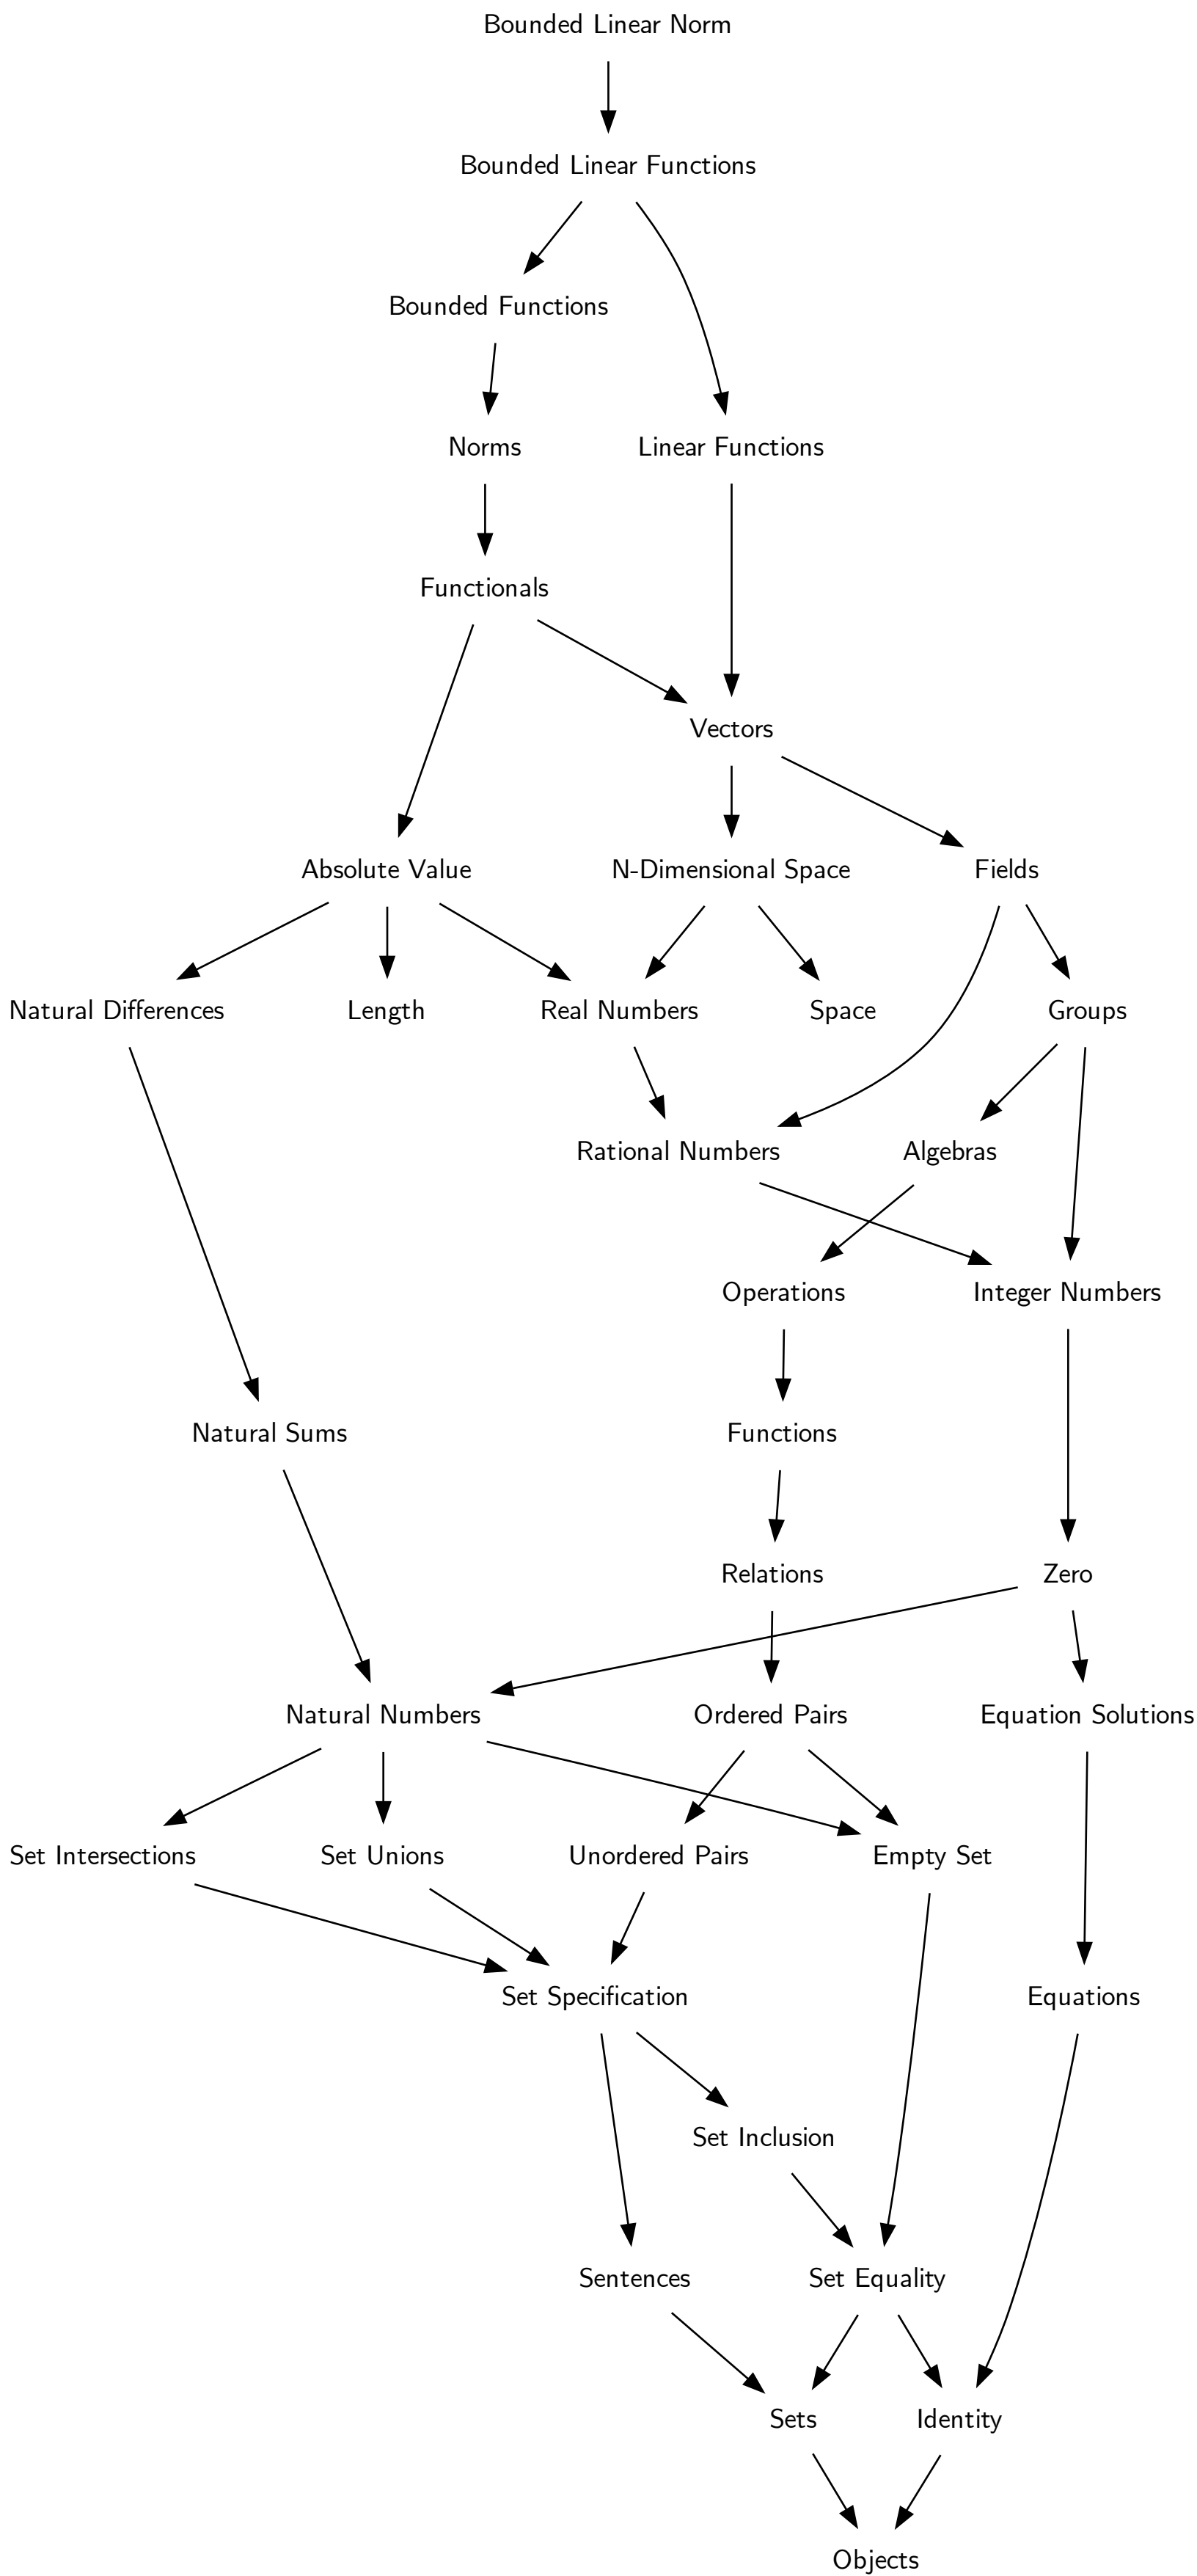 Bounded Linear Norm
Bounded Linear Functions
Bounded Functions
Norms
Linear Functions
Functionals
Vectors
Absolute Value
N-Dimensional Space
Fields
Natural Differences
Length
Real Numbers
Space
Groups
Rational Numbers
Algebras
Operations
Integer Numbers
Natural Sums
Functions
Relations
Zero
Natural Numbers
Ordered Pairs
Equation Solutions
Set Intersections
Set Unions
Unordered Pairs
Empty Set
Set Specification
Equations
Set Inclusion
Sentences
Set Equality
Sets
Identity
Objects